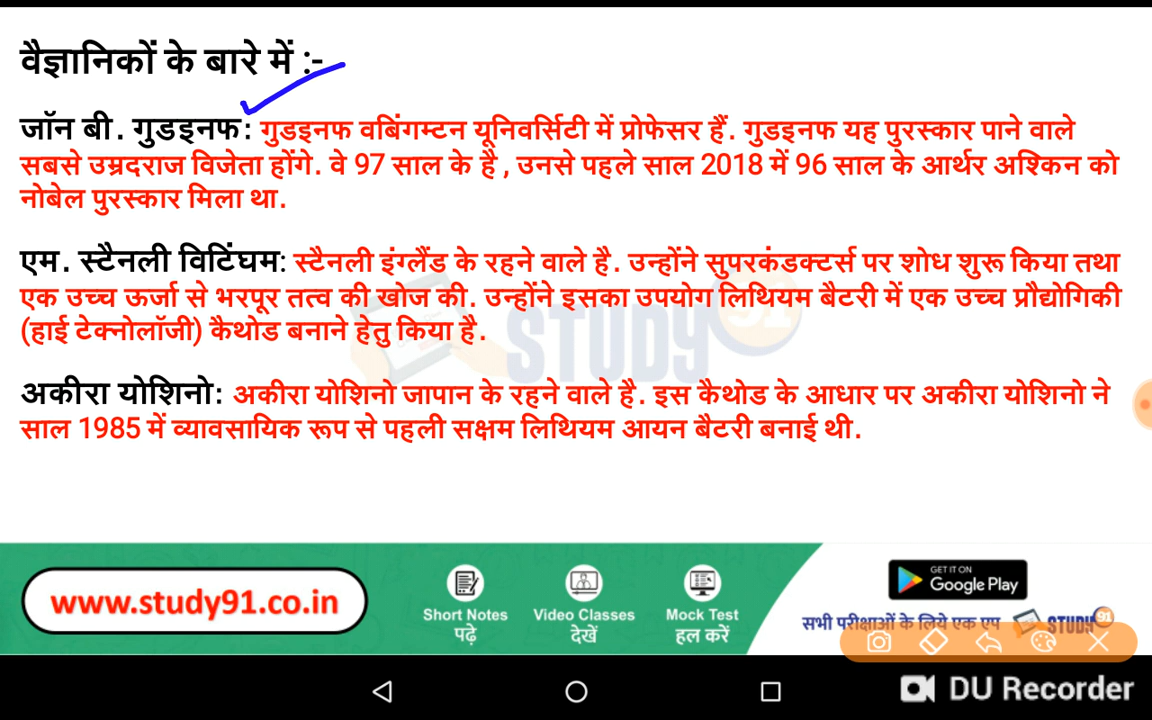 वैज्ञानिकों के बारे में :-
जॉन बी. गुडइनफ: गुडइनफ वबिंगम्टन यूनिवर्सिटी में प्रोफेसर हैं. गुडइनफ यह पुरस्कार पाने वाले
सबसे उम्रदराज विजेता होंगे. वे 97 साल के है , उनसे पहले साल 2018 में 96 साल के आर्थर अश्किन को
नोबेल पुरस्कार मिला था.
एम. स्टैनली विटिंघम: स्टैनली इंग्लैंड के रहने वाले है. उन्होंने सुपरकंडक्टर्स पर शोध शुरू किया तथा
एक उच्च ऊर्जा से भरपूर तत्व की खोज की. उन्होंने इसका उपयोग लिथियम बैटरी में एक उच्च प्रौद्योगिकी
(हाई टेक्नोलॉजी) कैथोड बनाने हेतु किया है.
अकीरा योशिनो: अकीरा योशिनो जापान के रहने वाले है. इस कैथोड के आधार पर अकीरा योशिनो ने
साल 1985 में व्यावसायिक रूप से पहली सक्षम लिथियम आयन बैटरी बनाई थी.
STUDY 91
www.study91.co.in
Short Notes
पढ़े
Video Classes
देखें
Mock Test
हल करें
GET IT ON
Google Play
सभी परीक्षाओं के लिये एक एप
STUDY 91
DU Recorder